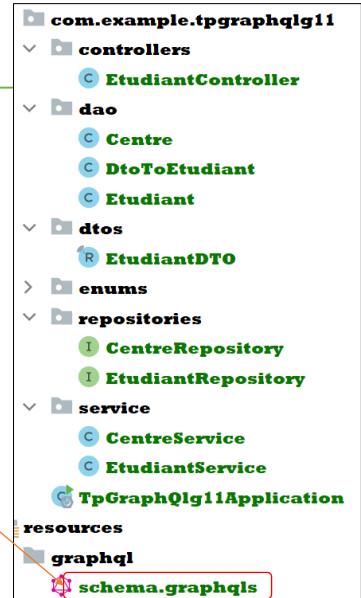 com.example.tpgraphqlg11
controllers
C EtudiantController
dao
C Centre
C DtoToEtudiant
C Etudiant
dtos
R EtudiantDTO
enums
repositories
I CentreRepository
I EtudiantRepository
service
C CentreService
C EtudiantService
TpGraphQlg11Application
resources
graphql
schema.graphqls